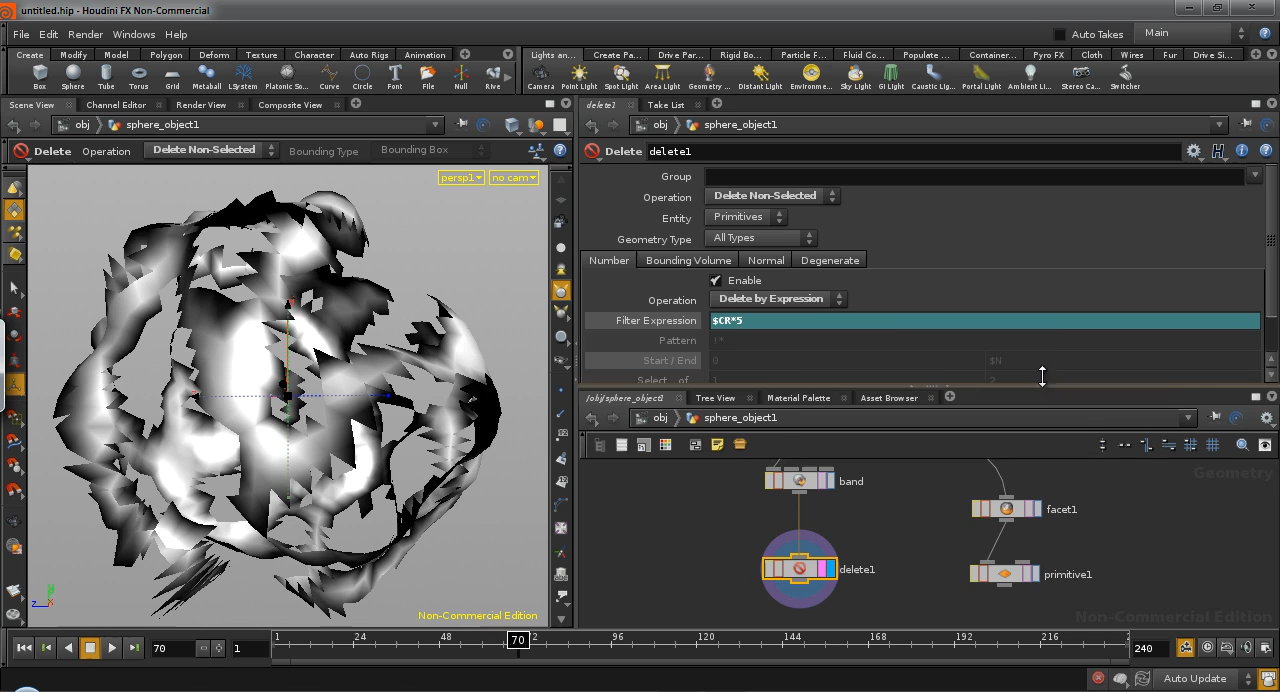 untitled.hip - Houdini FX Non-Commercial
File Edit Render Windows Help
Auto Takes Main
Create Modify Model Polygon Deform Texture Character Auto Rigs Animation
Lights an... Create Pa... Drive Par... Rigid Bo... Particle F... Fluid Co... Populate ... Container... Pyro FX Cloth Wires Fur Drive Si...
Box Sphere Tube Torus Grid Metaball LSystem Platonic So... Curve Circle Font File Null Rive
Camera Point Light Spot Light Area Light Geometry ... Distant Light Environme... Sky Light GI Light Caustic Lig... Portal Light Ambient Li... Stereo Ca... Switcher
Scene View Channel Editor Render View Composite View
delete1 Take List
obj sphere_object1
obj sphere_object1
Delete Operation Delete Non-Selected Bounding Type Bounding Box
Delete delete1
persp1 no cam
Group
Operation Delete Non-Selected
Entity Primitives
Geometry Type All Types
Number Bounding Volume Normal Degenerate
Enable
Operation Delete by Expression
Filter Expression $CR*5
Pattern !*
Start / End 0 $N
Select _ of _ 1 2
/obj/sphere_object1 Tree View Material Palette Asset Browser
obj sphere_object1
Geometry
band
facet1
delete1
primitive1
z y x
Non-Commercial Edition
Non-Commercial Edition
70 1
1 24 48 70 2 96 120 144 168 192 216 2
240
Auto Update